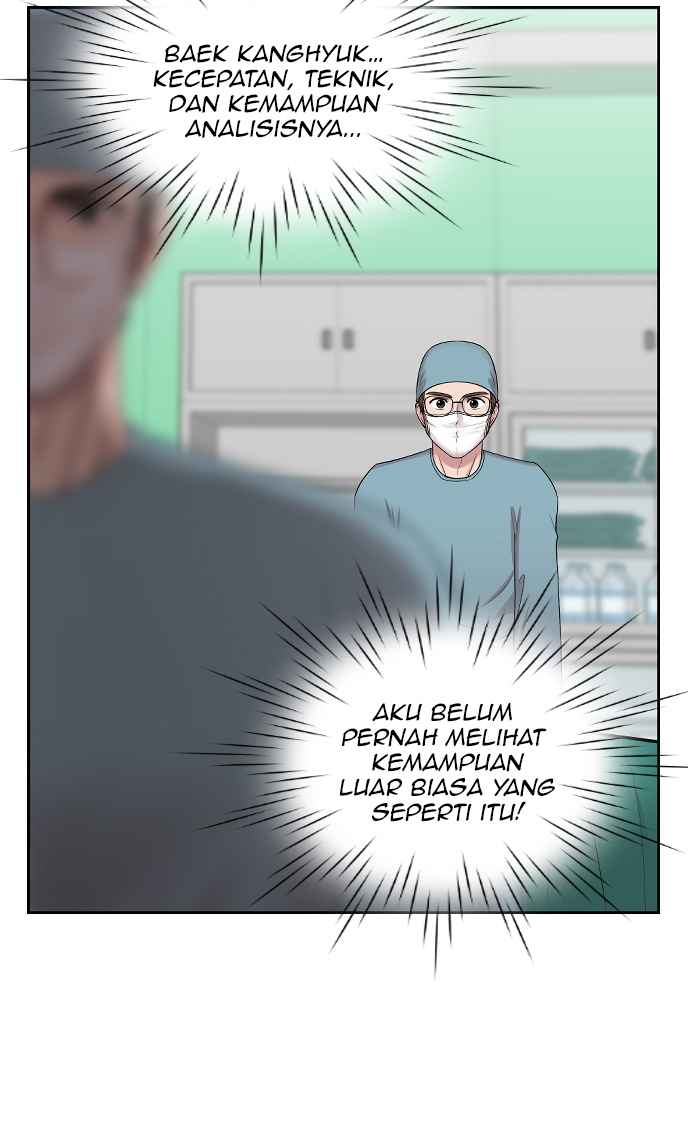 BAEK KANGHYUK...
KECEPATAN, TEKNIK,
DAN KEMAMPUAN
ANALISISNYA...
AKU BELUM
PERNAH MELIHAT
KEMAMPUAN
LUAR BIASA YANG
SEPERTI ITU!